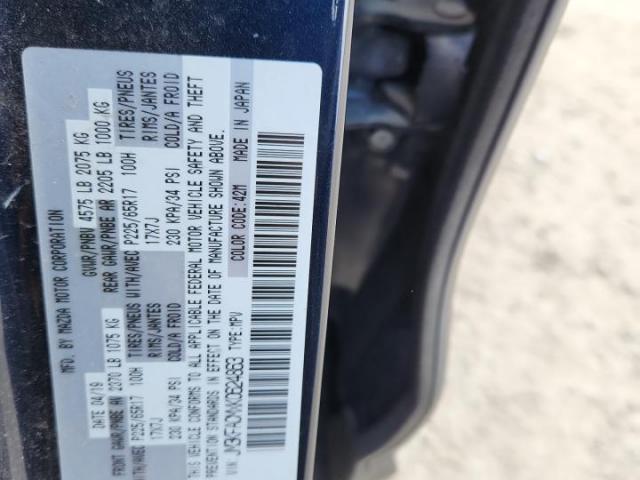 MFD. BY MAZDA MOTOR CORPORATION
DATE 04/19 GVWR/PNBV 4575 LB 2075 KG
FRONT GAWR/PNBE AV 2370 LB 1075 KG REAR GAWR/PNBE AR 2205 LB 1000 KG
WITH/AVEC P225/65R17 100H TIRES/PNEUS WITH/AVEC P225/65R17 100H TIRES/PNEUS
17X7J RIMS/JANTES 17X7J RIMS/JANTES
230 KPA/34 PSI COLD/A FROID 230 KPA/34 PSI COLD/A FROID
THIS VEHICLE CONFORMS TO ALL APPLICABLE FEDERAL MOTOR VEHICLE SAFETY AND THEFT
PREVENTION STANDARDS IN EFFECT ON THE DATE OF MANUFACTURE SHOWN ABOVE.
VIN: JM3KFACMXK0624863 TYPE:MPV COLOR CODE:42M MADE IN JAPAN